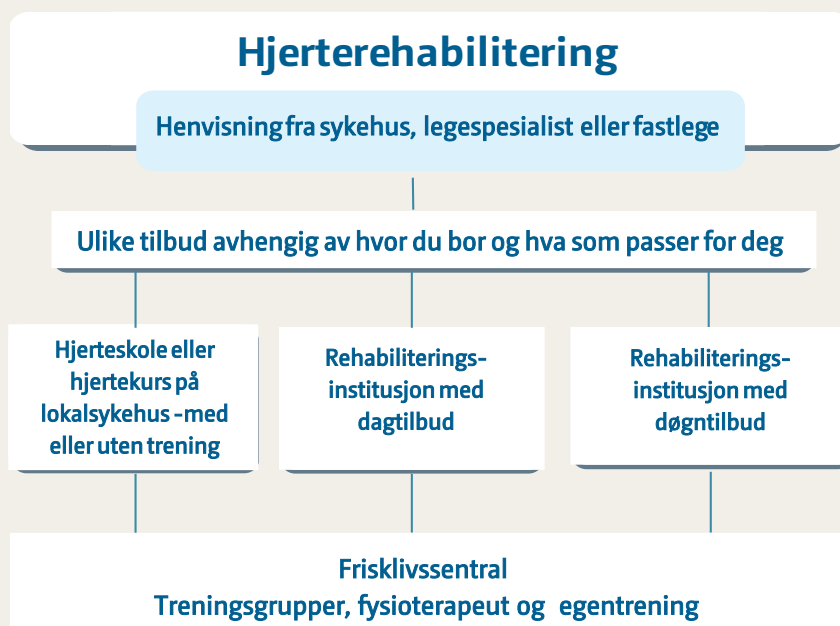 Hjerterehabilitering
Henvisning fra sykehus, legespesialist eller fastlege
Ulike tilbud avhengig av hvor du bor og hva som passer for deg
Hjerteskole eller
hjertekurs på
lokalsykehus -med
eller uten trening
Rehabiliterings-
institusjon med
dagtilbud
Rehabiliterings-
institusjon med
døgntilbud
Frisklivssentral
Treningsgrupper, fysioterapeut og egentrening